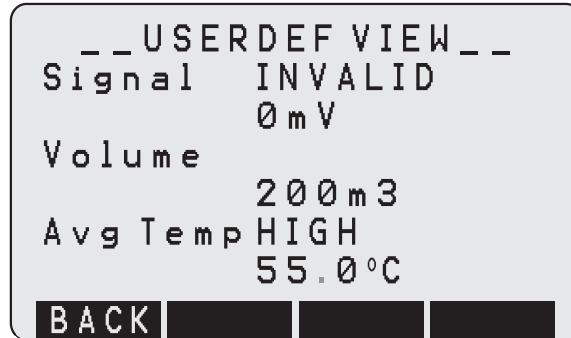 __USERDEF VIEW__
Signal INVALID
0mV
Volume
200m3
Avg Temp HIGH
55.0°C
BACK